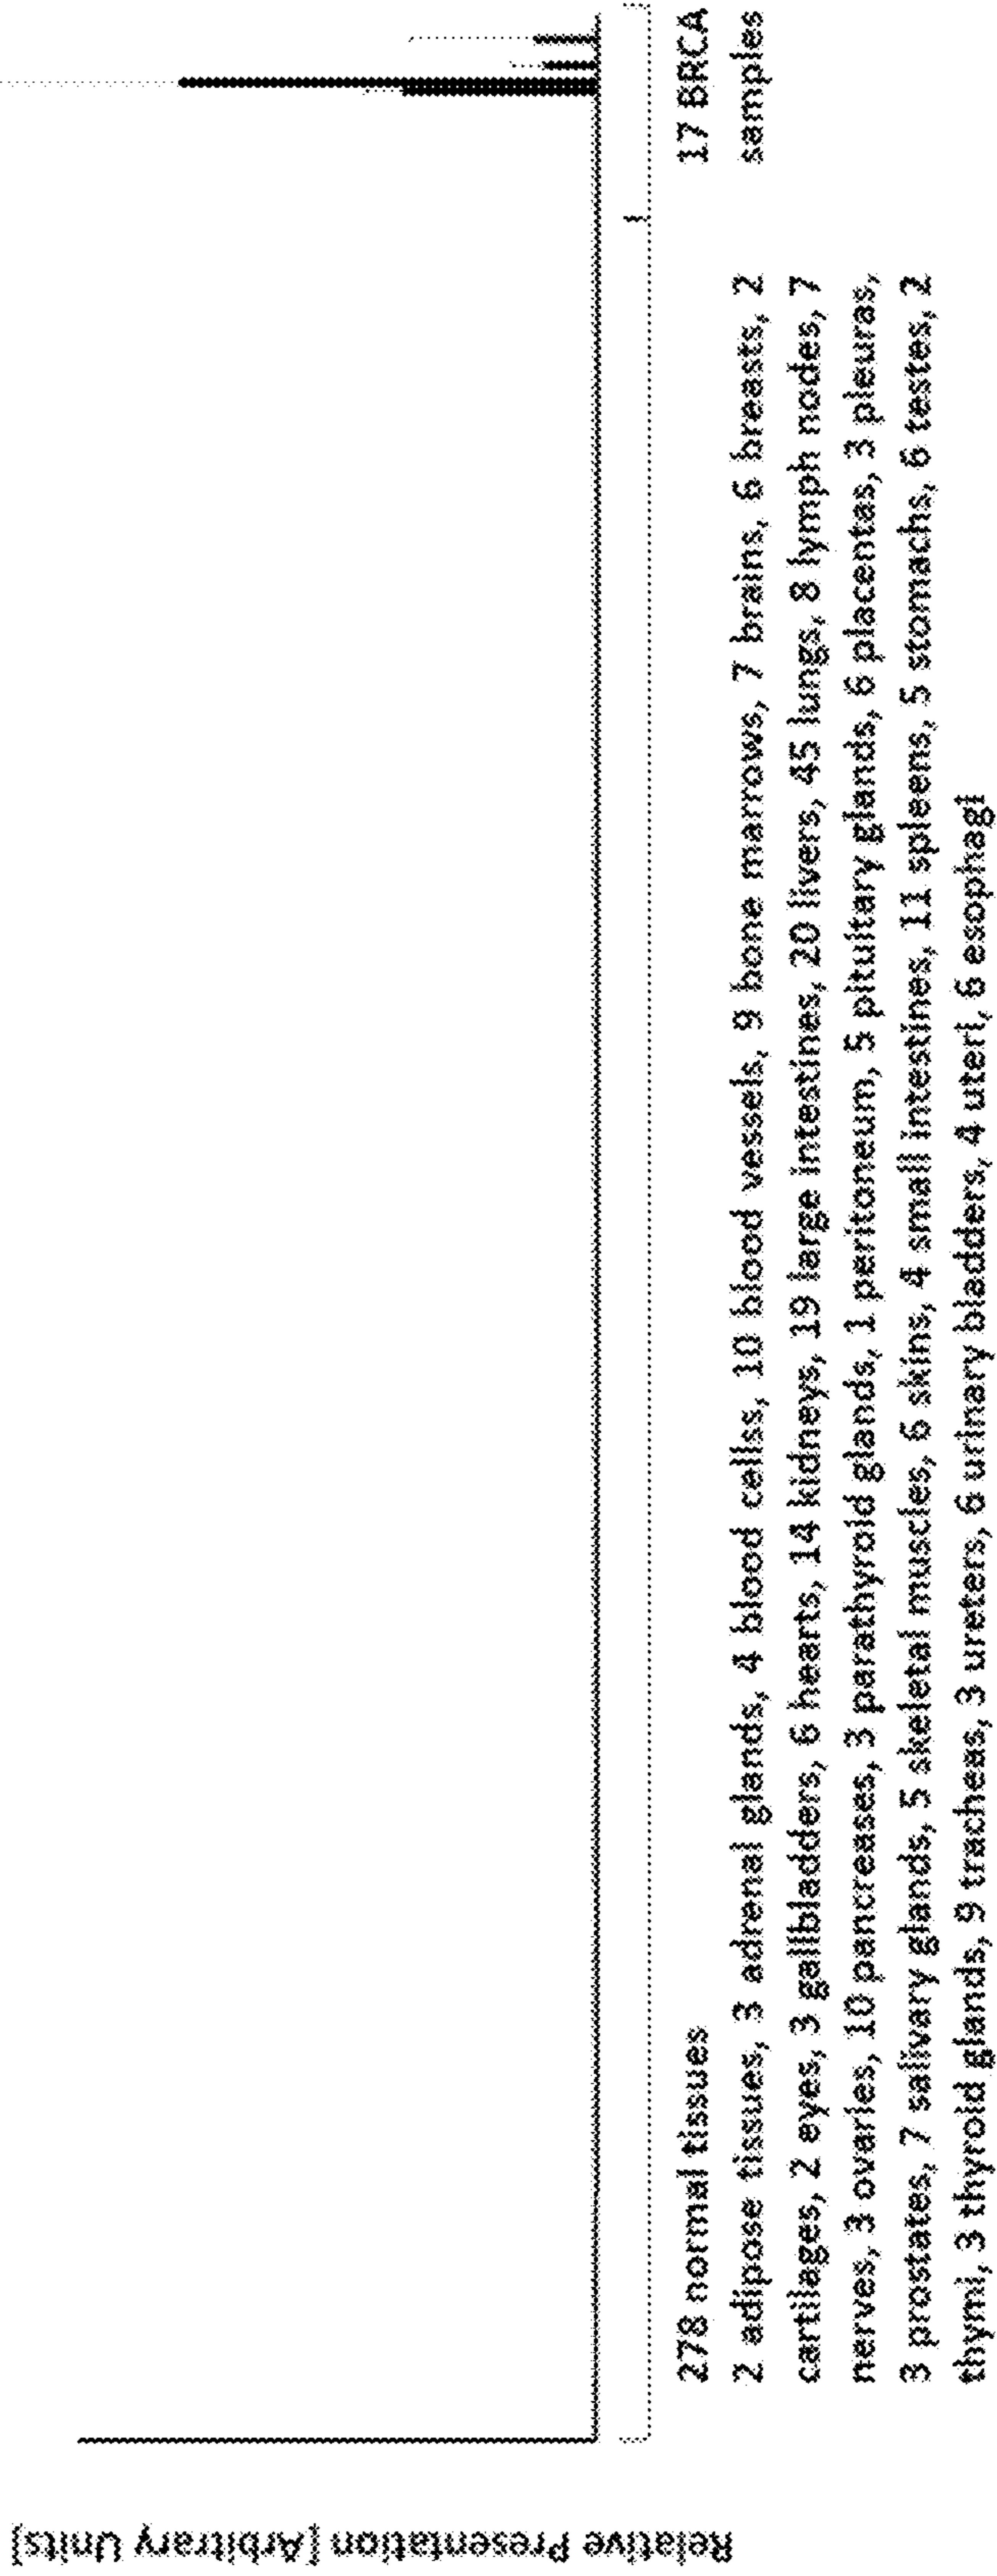 Relative Presentation [Arbitrary Units]
278 normal tissues
2 adipose tissues, 3 adrenal glands, 4 blood cellss, 10 blood vessels, 9 bone marrows, 7 brains, 6 breasts, 2
cartilages, 2 eyes, 3 gallbladders, 6 hearts, 14 kidneys, 19 large intestines, 20 livers, 45 lungs, 8 lymph nodes, 7
nerves, 3 ovaries, 10 pancreases, 3 parathyroid glands, 1 peritoneum, 5 pituitary glands, 6 placentas, 3 pleuras,
3 prostates, 7 salivary glands, 5 skeletal muscles, 6 skins, 4 small intestines, 11 spleens, 5 stomachs, 6 testes, 2
thymi, 3 thyroid glands, 9 tracheas, 3 ureters, 6 urinary bladders, 4 uteri, 6 esophagi
17 BRCA
samples